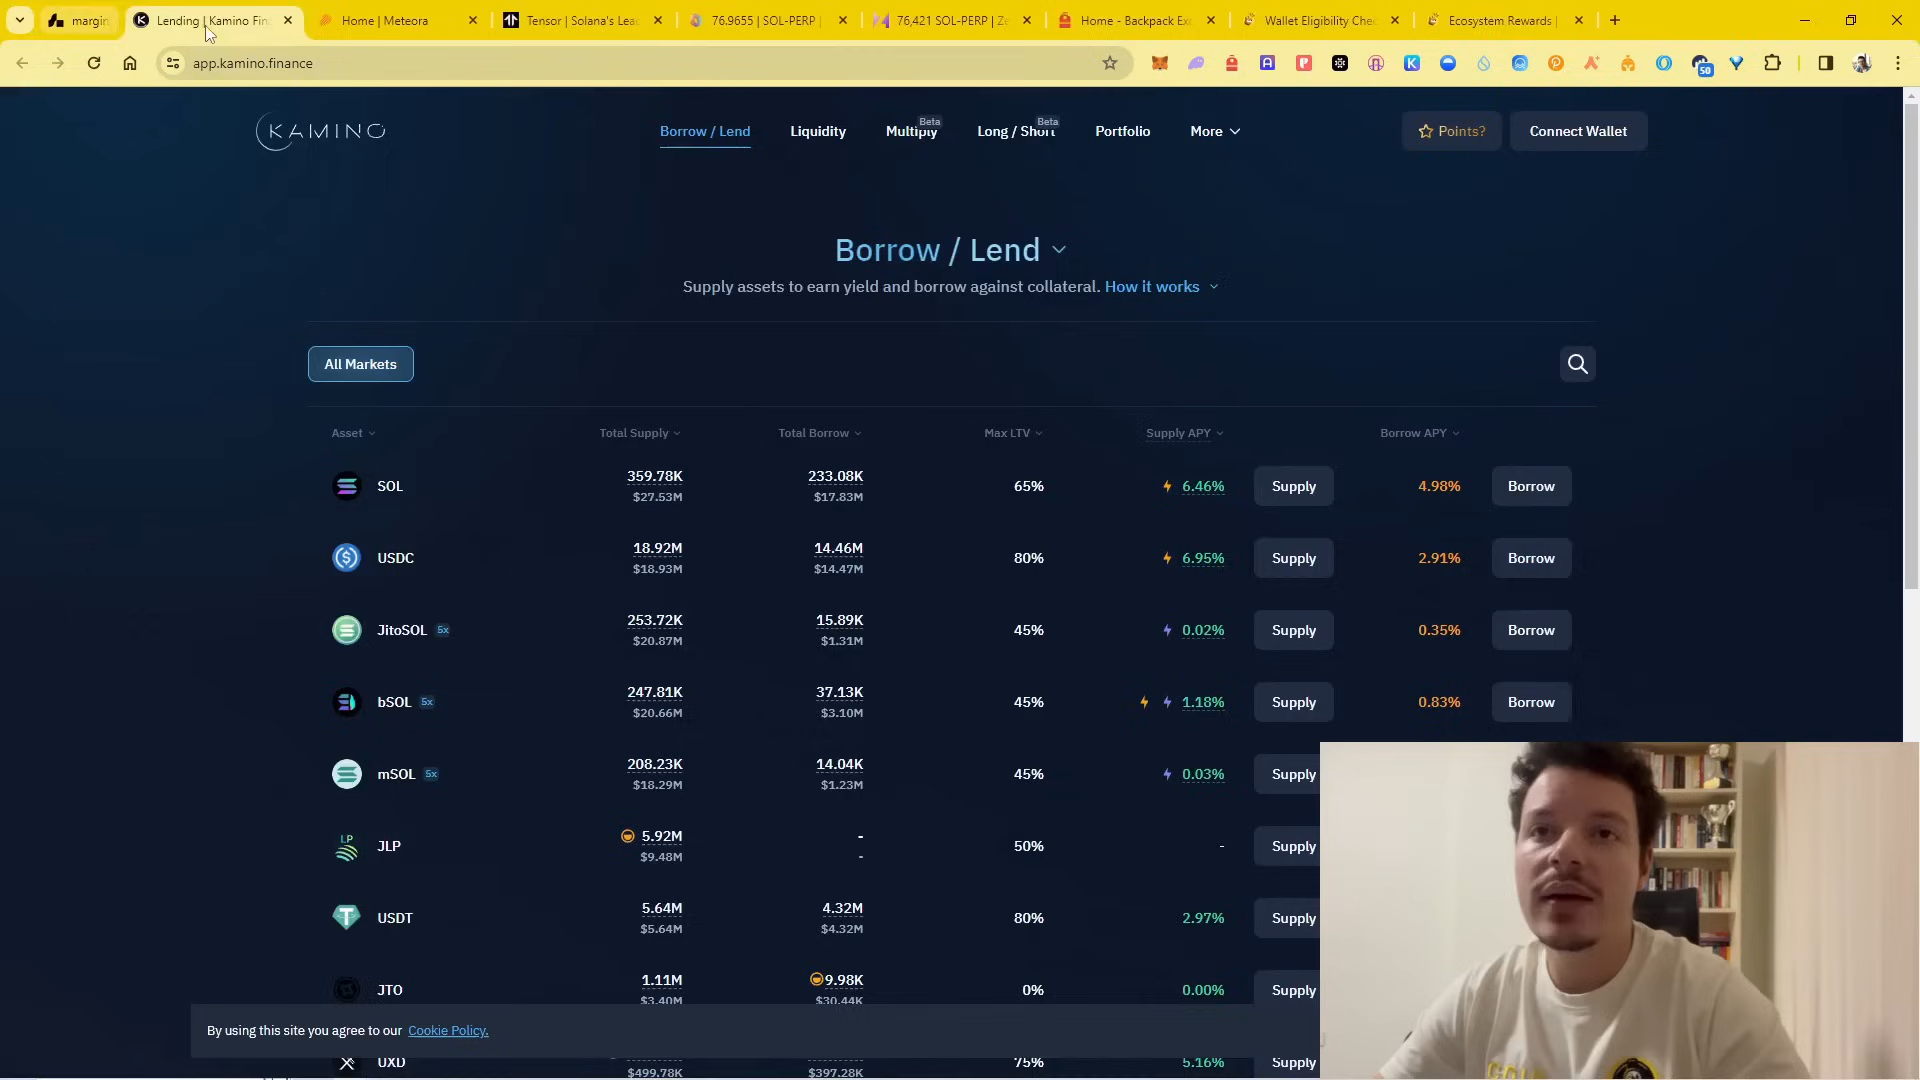 margin
Lending | Kamino Fin
Home | Meteora
Tensor | Solana's Lea
76.9655 | SOL-PERP |
76,421 SOL-PERP | Ze
Home - Backpack Exc
Wallet Eligibility Chec
Ecosystem Rewards |
app.kamino.finance
50
KAMINO
Borrow / Lend
Liquidity
Multiply
Beta
Long / Short
Beta
Portfolio
More
Points?
Connect Wallet
Borrow / Lend
Supply assets to earn yield and borrow against collateral. How it works
All Markets
Asset Total Supply Total Borrow Max LTV Supply APY Borrow APY
SOL 359.78K 233.08K 65% 6.46% Supply 4.98% Borrow
$27.53M $17.83M
USDC 18.92M 14.46M 80% 6.95% Supply 2.91% Borrow
$18.93M $14.47M
JitoSOL 5x 253.72K 15.89K 45% 0.02% Supply 0.35% Borrow
$20.87M $1.31M
bSOL 5x 247.81K 37.13K 45% 1.18% Supply 0.83% Borrow
$20.66M $3.10M
mSOL 5x 208.23K 14.04K 45% 0.03% Supply
$18.29M $1.23M
LP JLP 5.92M - 50% - Supply
$9.48M -
USDT 5.64M 4.32M 80% 2.97% Supply
$5.64M $4.32M
JTO 1.11M 9.98K 0% 0.00% Supply
$3.40M $30.44K
By using this site you agree to our Cookie Policy.
UXD 75% 5.16% Supply
$499.78K $397.28K